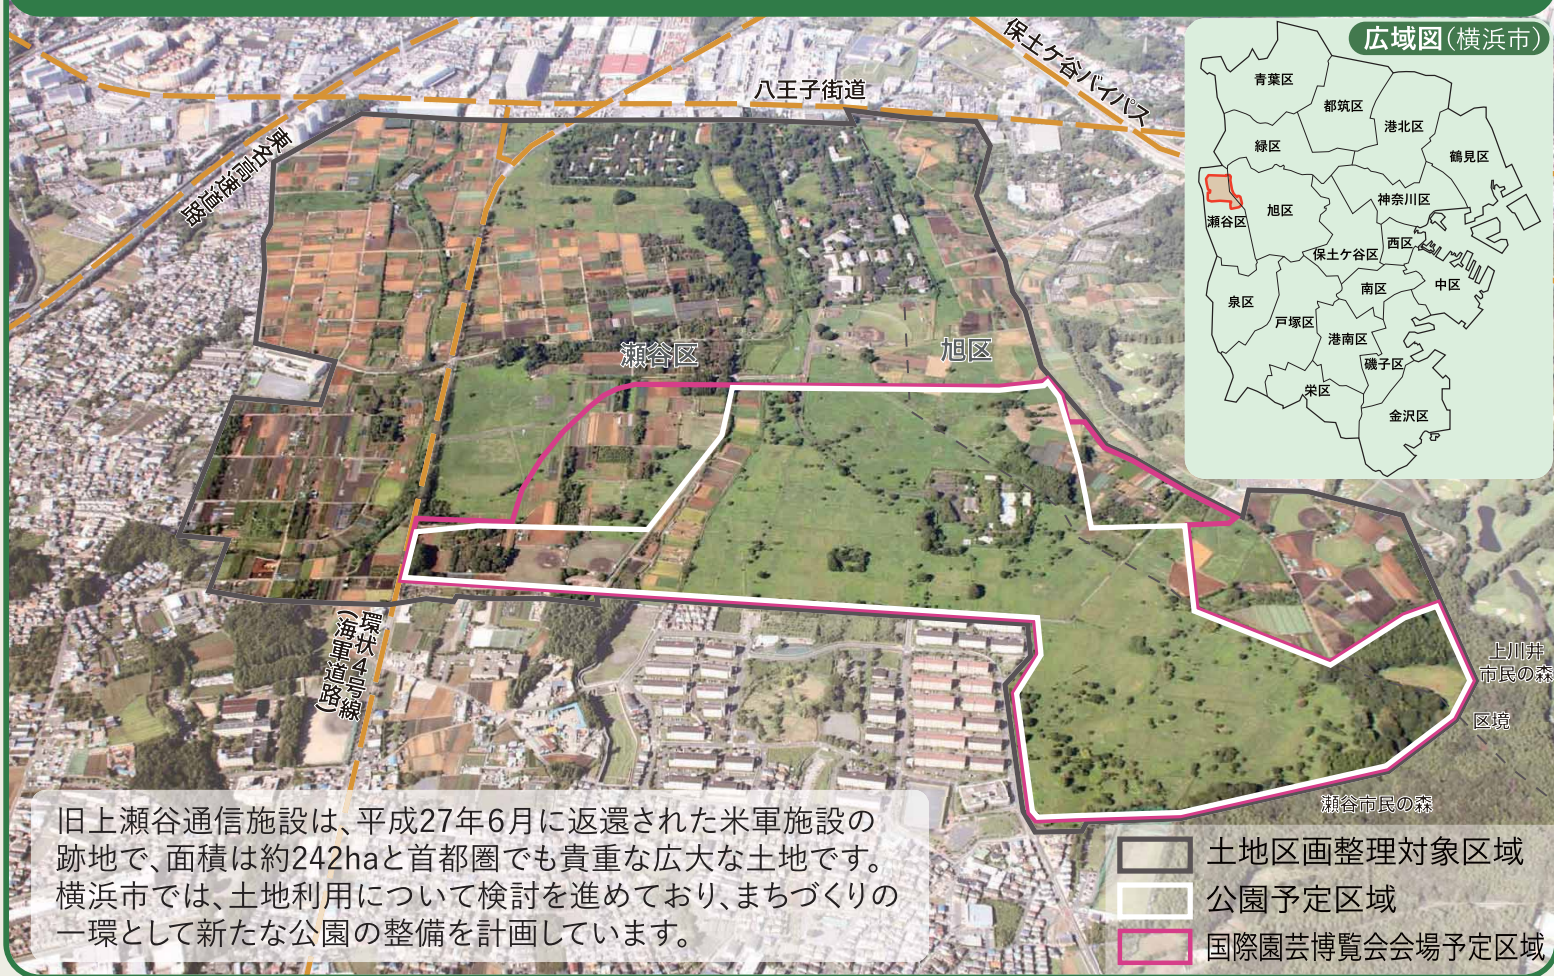 広域図(横浜市)
保土ケ谷バイパス
八王子街道
東名高速道路
青葉区
都筑区
港北区
緑区
鶴見区
神奈川区
瀬谷区
旭区
西区
保土ケ谷区
中区
南区
泉区
戸塚区
港南区
磯子区
栄区
金沢区
瀬谷区
旭区
環状4号線
(海軍道路)
上川井
市民の森
区境
瀬谷市民の森
旧上瀬谷通信施設は、平成27年6月に返還された米軍施設の
跡地で、面積は約242haと首都圏でも貴重な広大な土地です。
横浜市では、土地利用について検討を進めており、まちづくりの
一環として新たな公園の整備を計画しています。
土地区画整理対象区域
公園予定区域
国際園芸博覧会会場予定区域